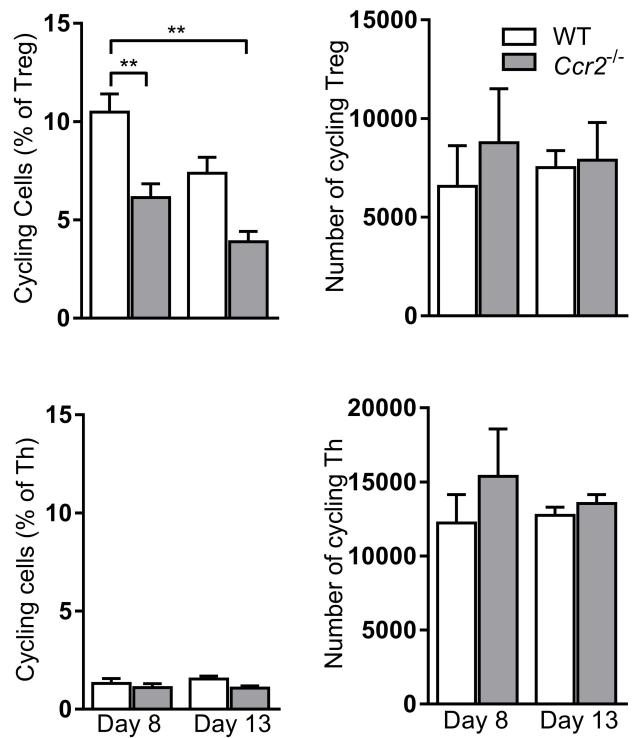 Cycling Cells (% of Treg)
15
10
5
0
**
**
Number of cycling Treg
15000
10000
5000
0
WT
Ccr2-/-
Cycling cells (% of Th)
15
10
5
0
Day 8 Day 13
Number of cycling Th
20000
15000
10000
5000
0
Day 8 Day 13